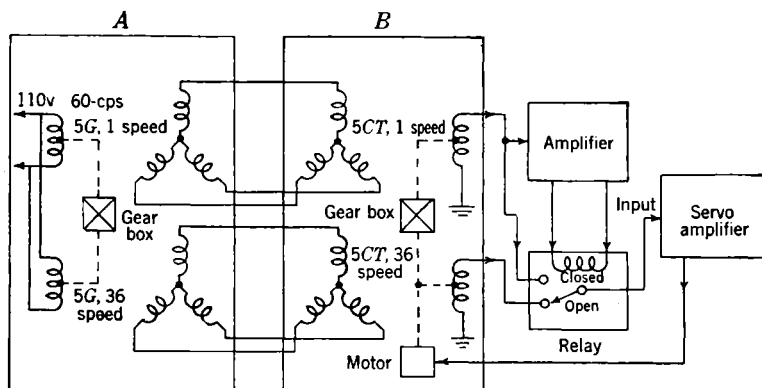 A
B
110v 60-cps
5G, 1 speed
5CT, 1 speed
Amplifier
Gear
box
Gear box
Input
Servo
amplifier
5CT, 36
speed
Closed
Open
5G, 36
speed
Motor
Relay